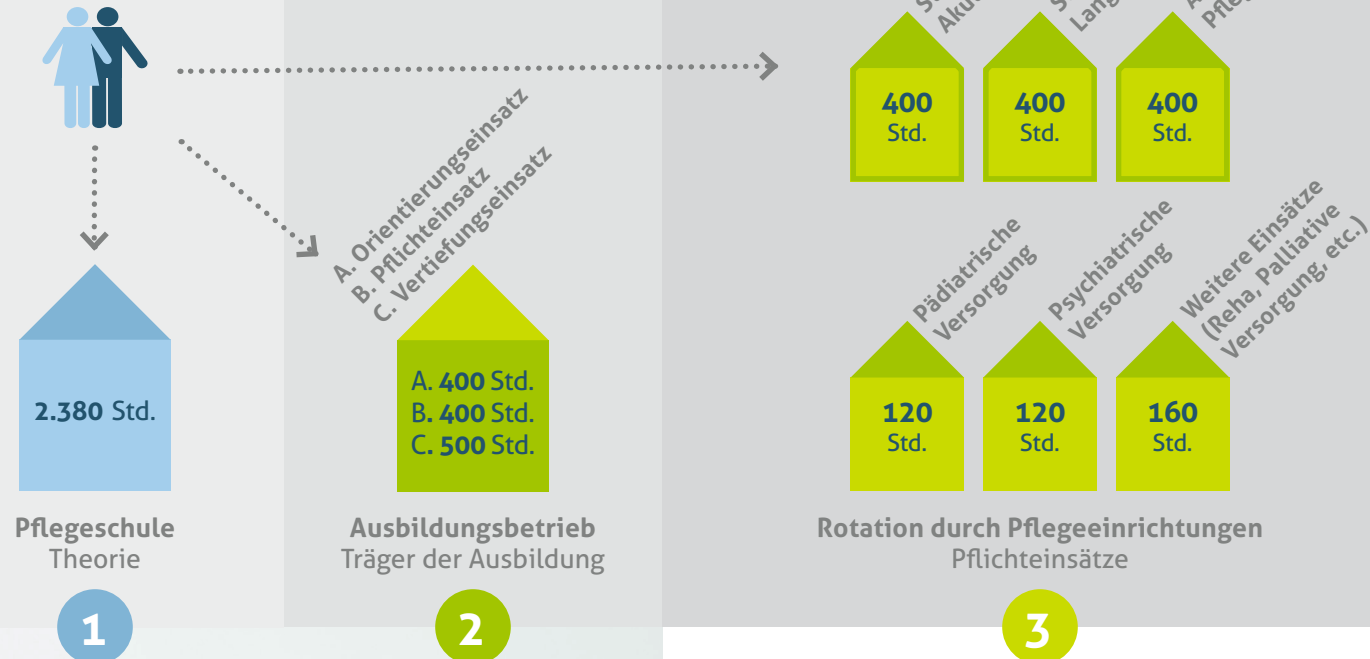 400
Std.
400
Std.
400
Std.
A. Orientierungseinsatz
B. Pflichteinsatz
C. Vertiefungseinsatz
Pädiatrische
Versorgung
Psychiatrische
Versorgung
Weitere Einsätze
(Reha, Palliative
Versorgung, etc.)
2.380 Std.
A. 400 Std.
B. 400 Std.
C. 500 Std.
120
Std.
120
Std.
160
Std.
Pflegeschule
Theorie
Ausbildungsbetrieb
Träger der Ausbildung
Rotation durch Pflegeeinrichtungen
Pflichteinsätze
1
2
3